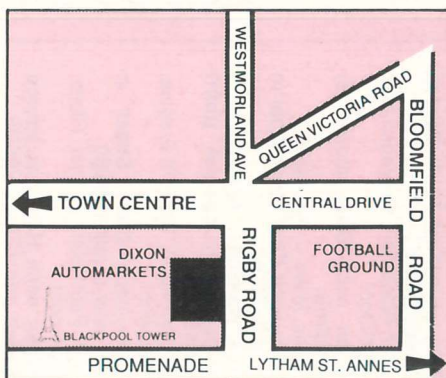 WESTMORLAND AVE
QUEEN VICTORIA ROAD
BLOOMFIELD ROAD
TOWN CENTRE
CENTRAL DRIVE
DIXON
AUTOMARKETS
RIGBY ROAD
FOOTBALL
GROUND
BLACKPOOL TOWER
PROMENADE
LYTHAM ST. ANNES